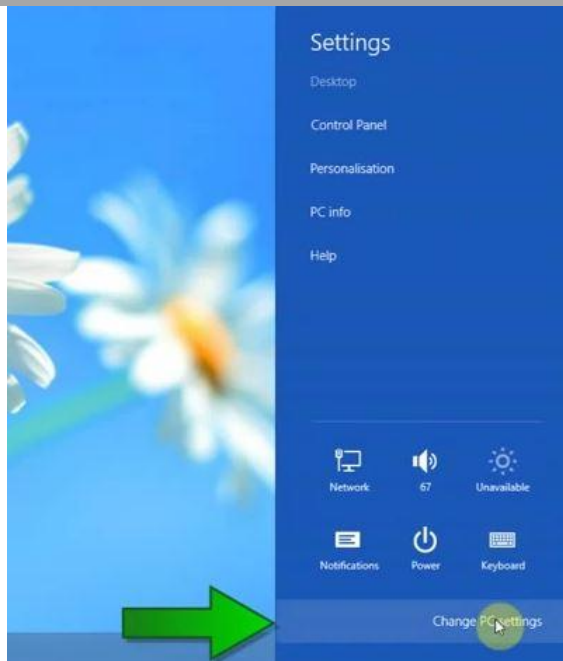 Settings
Desktop
Control Panel
Personalisation
PC info
Help
Network
67
Unavailable
Notifications
Power
Keyboard
Change PC settings